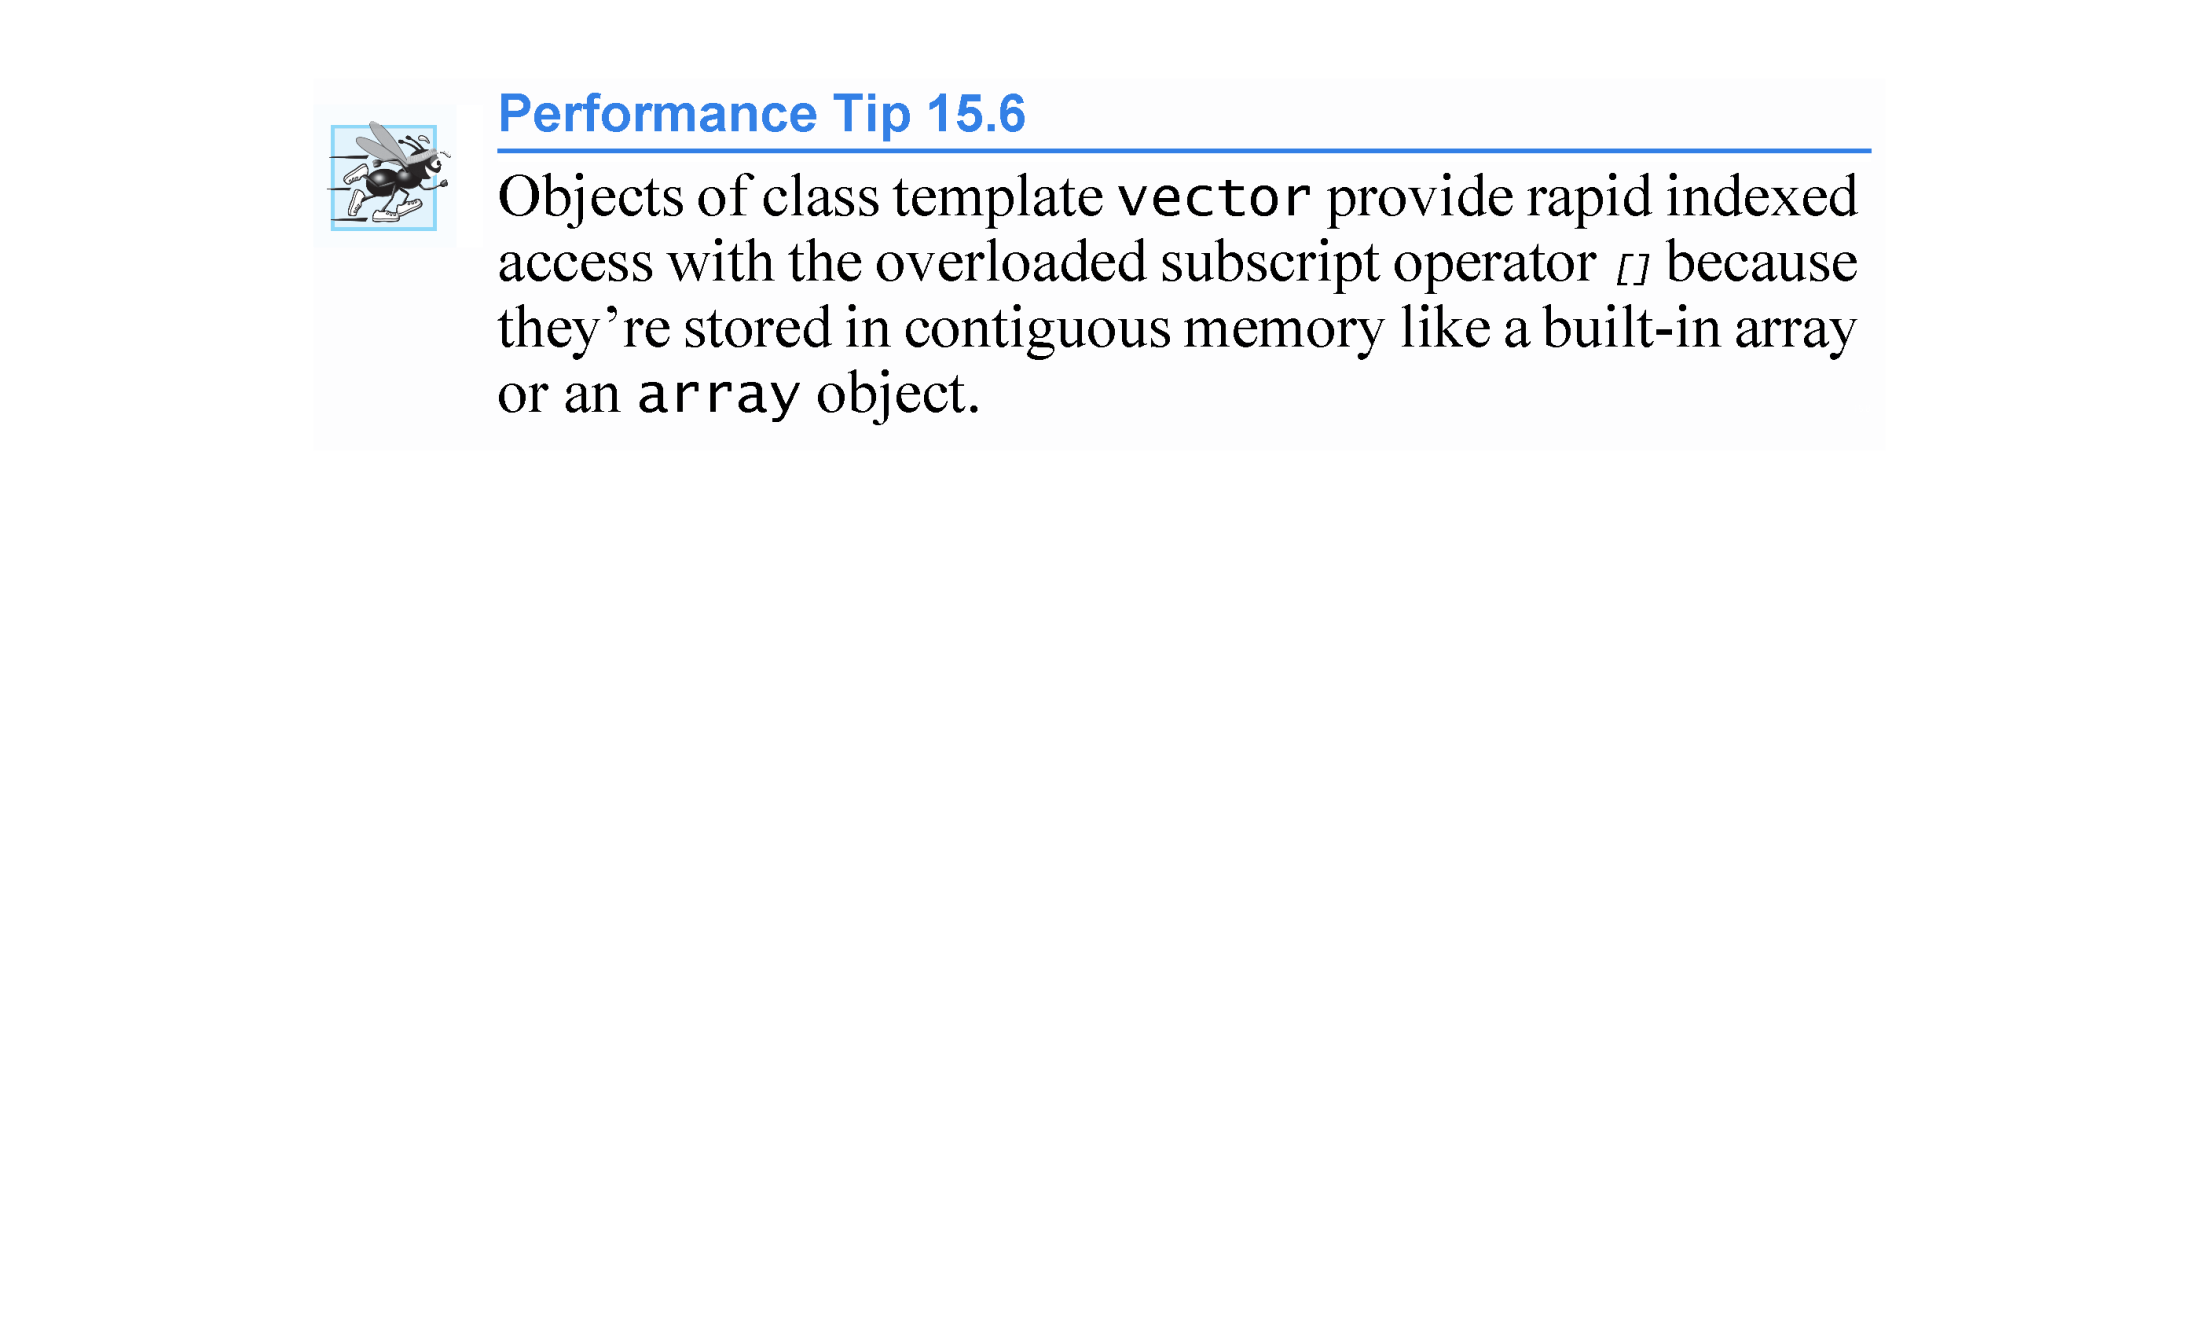 Performance Tip 15.6
Objects of class template vector provide rapid indexed
access with the overloaded subscript operator [] because
they’re stored in contiguous memory like a built-in array
or an array object.